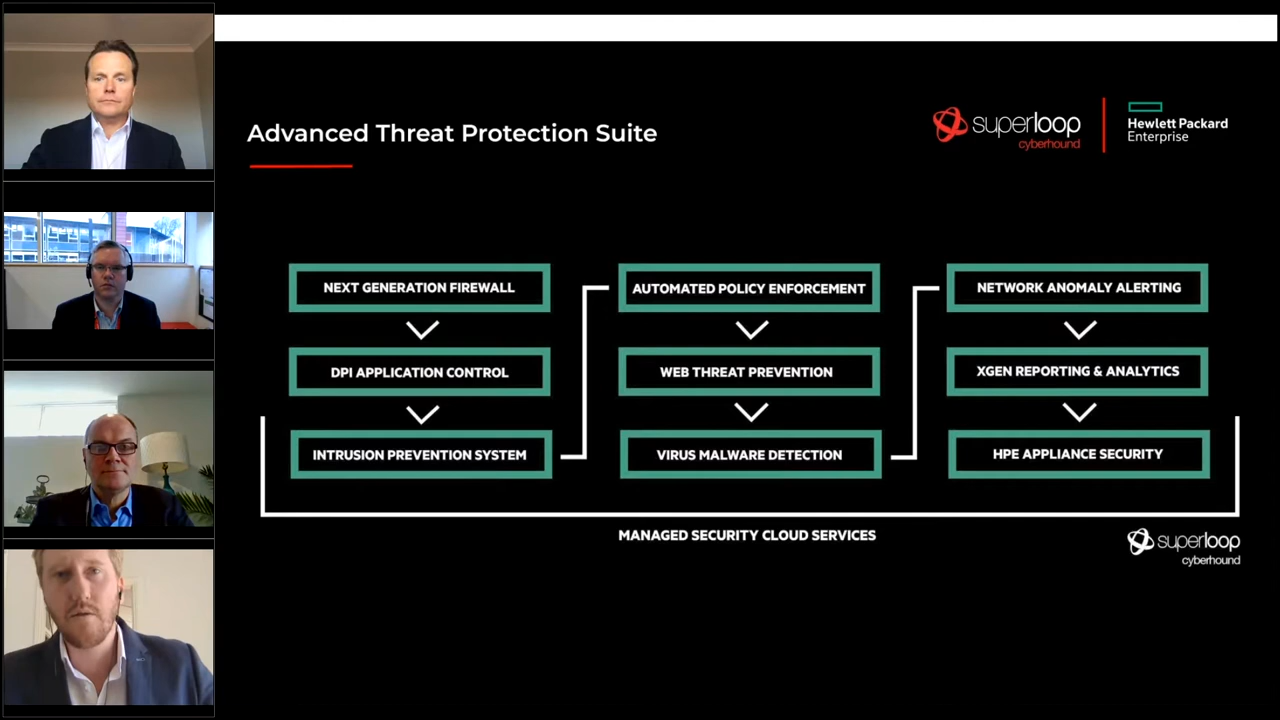 Advanced Threat Protection Suite
superloop
cyberhound
Hewlett Packard
Enterprise
NEXT GENERATION FIREWALL
DPI APPLICATION CONTROL
INTRUSION PREVENTION SYSTEM
AUTOMATED POLICY ENFORCEMENT
WEB THREAT PREVENTION
VIRUS MALWARE DETECTION
NETWORK ANOMALY ALERTING
XGEN REPORTING & ANALYTICS
HPE APPLIANCE SECURITY
MANAGED SECURITY CLOUD SERVICES
superloop
cyberhound